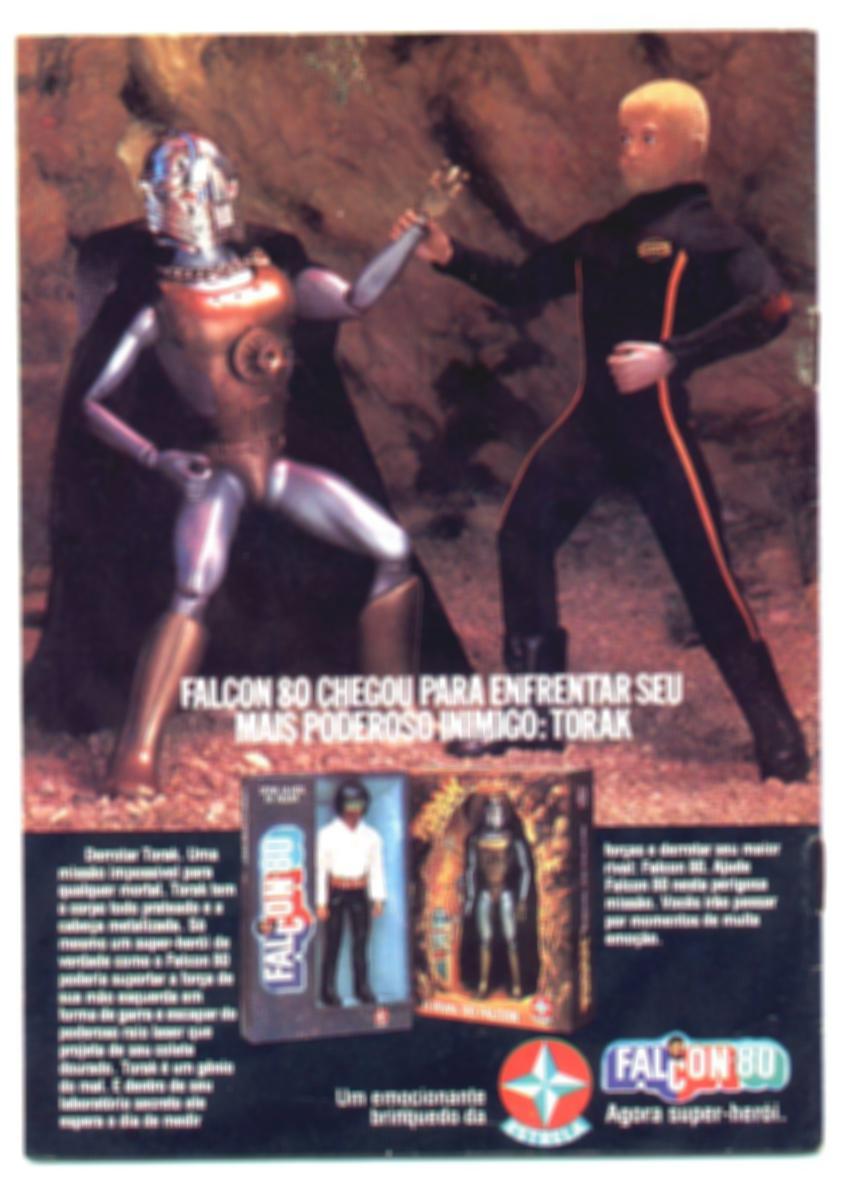 FALCON 80 CHEGOU PARA ENFRENTAR SEU
MAIS PODEROSO INIMIGO: TORAK
FALCON 80
Derrotar Torak. Uma
missão impossível para
qualquer mortal. Torak tem
o corpo todo prateado e a
cabeça metalizada. Só
mesmo um super-herói de
verdade como o Falcon 80
poderia suportar a força de
sua mão esquerda em
forma de garra e escapar de
poderosos raios laser que
projeta de seu colete
dourado. Torak é um gênio
do mal. E dentro de seu
laboratório secreto ele
espera o dia de medir
forças e derrotar seu maior
rival, Falcon 80. Ajude
Falcon 80 nesta perigosa
missão. Vocês vão passar
por momentos de muita
emoção.
Um emocionante
brinquedo da
ESTRELA
FALCON 80
Agora super-herói.